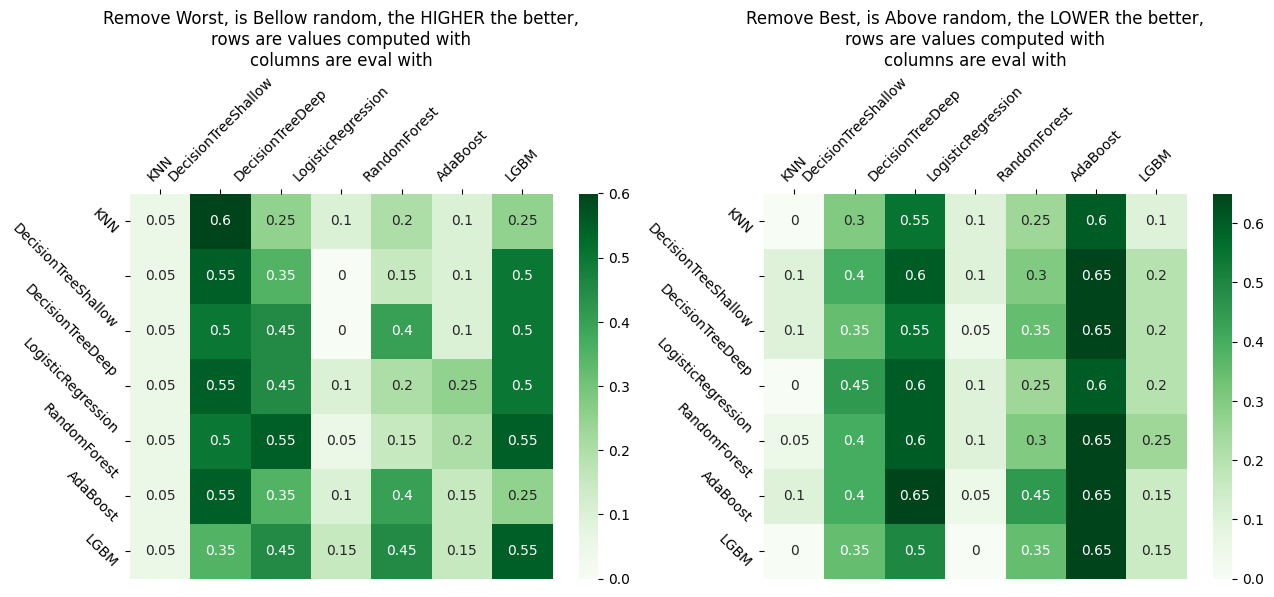 Remove Worst, is Bellow random, the HIGHER the better,
rows are values computed with
columns are eval with
KNN
DecisionTreeShallow
DecisionTreeDeep
LogisticRegression
RandomForest
AdaBoost
LGBM
KNN 0.05 0.6 0.25 0.1 0.2 0.1 0.25
DecisionTreeShallow 0.05 0.55 0.35 0 0.15 0.1 0.5
DecisionTreeDeep 0.05 0.5 0.45 0 0.4 0.1 0.5
LogisticRegression 0.05 0.55 0.45 0.1 0.2 0.25 0.5
RandomForest 0.05 0.5 0.55 0.05 0.15 0.2 0.55
AdaBoost 0.05 0.55 0.35 0.1 0.4 0.15 0.25
LGBM 0.05 0.35 0.45 0.15 0.45 0.15 0.55
0.6
0.5
0.4
0.3
0.2
0.1
0.0
Remove Best, is Above random, the LOWER the better,
rows are values computed with
columns are eval with
KNN
DecisionTreeShallow
DecisionTreeDeep
LogisticRegression
RandomForest
AdaBoost
LGBM
KNN 0 0.3 0.55 0.1 0.25 0.6 0.1
DecisionTreeShallow 0.1 0.4 0.6 0.1 0.3 0.65 0.2
DecisionTreeDeep 0.1 0.35 0.55 0.05 0.35 0.65 0.2
LogisticRegression 0 0.45 0.6 0.1 0.25 0.6 0.2
RandomForest 0.05 0.4 0.6 0.1 0.3 0.65 0.25
AdaBoost 0.1 0.4 0.65 0.05 0.45 0.65 0.15
LGBM 0 0.35 0.5 0 0.35 0.65 0.15
0.6
0.5
0.4
0.3
0.2
0.1
0.0